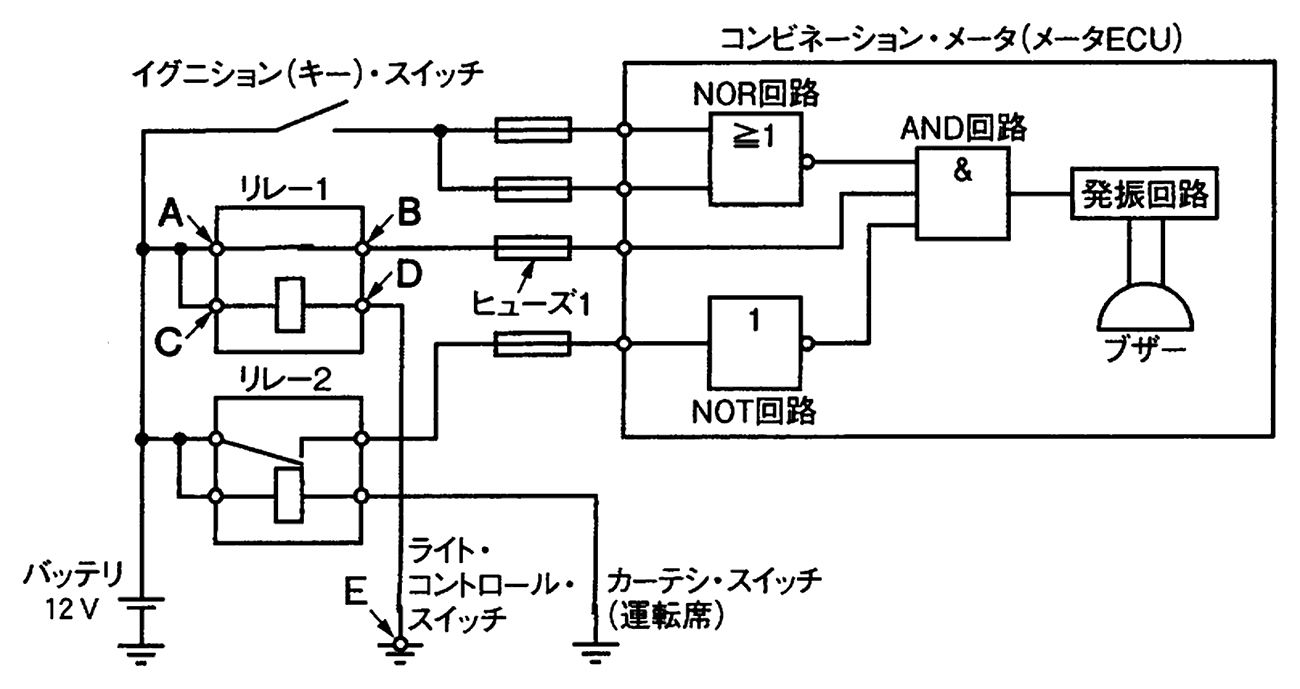 コンビネーション・メータ(メータECU)
イグニション(キー)・スイッチ
NOR回路
≧1
AND回路
&
発振回路
リレー1
A
B
C
D
ヒューズ1
1
ブザー
NOT回路
リレー2
バッテリ
12V
E
ライト・
コントロール・
スイッチ
カーテシ・スイッチ
(運転席)